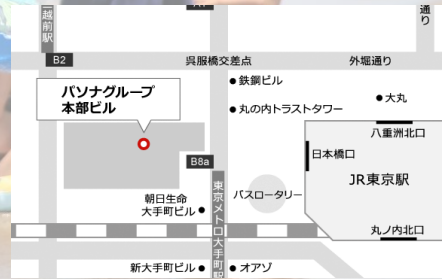 越前駅
通り
B2
呉服橋交差点
外堀通り
パソナグループ
本部ビル
鉄鋼ビル
大丸
丸の内トラストタワー
八重洲北口
日本橋口
B8a
JR東京駅
朝日生命
大手町ビル
東京メトロ大手町駅
バスロータリー
丸ノ内北口
新大手町ビル
オアゾ